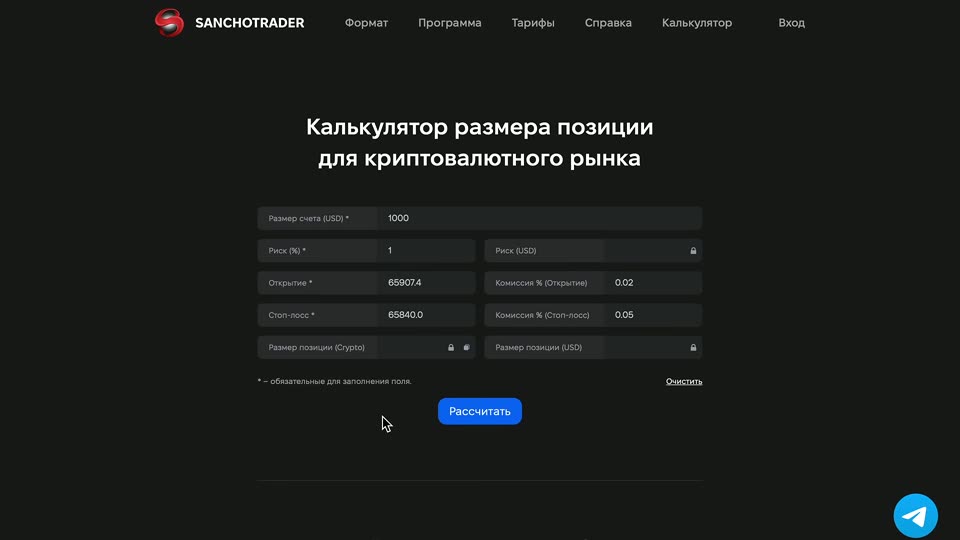 SANCHOTRADER Формат Программа Тарифы Справка Калькулятор Вход
Калькулятор размера позиции
для криптовалютного рынка
Размер счета (USD) * 1000
Риск (%) * 1 Риск (USD)
Открытие * 65907.4 Комиссия % (Открытие) 0.02
Стоп-лосс * 65840.0 Комиссия % (Стоп-лосс) 0.05
Размер позиции (Crypto) Размер позиции (USD)
* – обязательные для заполнения поля. Очистить
Рассчитать